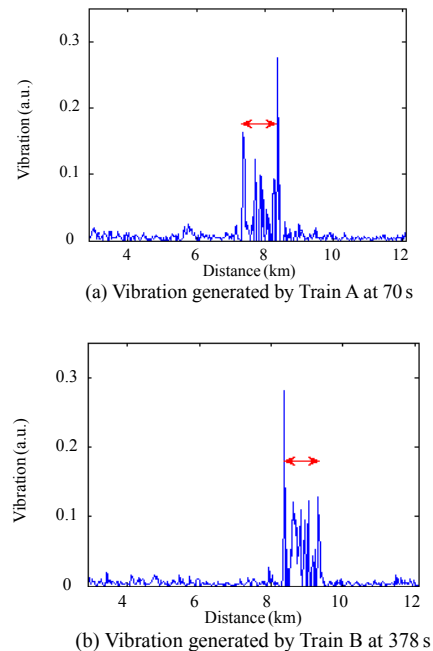 0.3
0.2
0.1
0
Vibration (a.u.)
4 6 8 10 12
Distance (km)
(a) Vibration generated by Train A at 70 s
0.3
0.2
0.1
0
Vibration (a.u.)
4 6 8 10 12
Distance (km)
(b) Vibration generated by Train B at 378 s